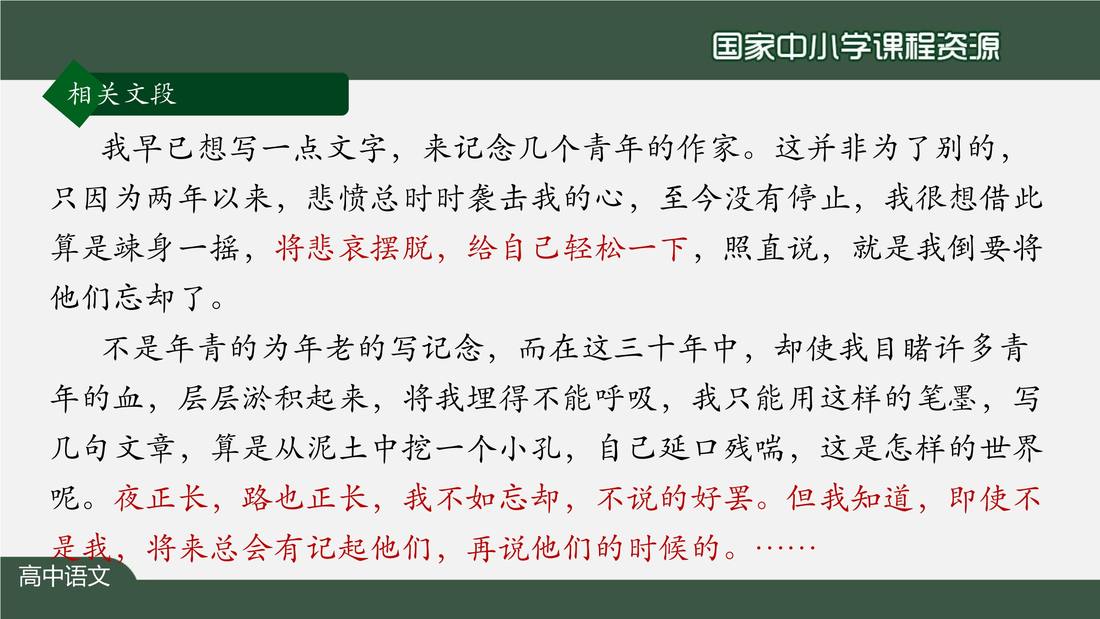 国家中小学课程资源
相关文段
我早已想写一点文字，来记念几个青年的作家。这并非为了别的，
只因为两年以来，悲愤总时时袭击我的心，至今没有停止，我很想借此
算是竦身一摇，将悲哀摆脱，给自己轻松一下，照直说，就是我倒要将
他们忘却了。
不是年青的为年老的写记念，而在这三十年中，却使我目睹许多青
年的血，层层淤积起来，将我埋得不能呼吸，我只能用这样的笔墨，写
几句文章，算是从泥土中挖一个小孔，自己延口残喘，这是怎样的世界
呢。夜正长，路也正长，我不如忘却，不说的好罢。但我知道，即使不
是我，将来总会有记起他们，再说他们的时候的。……
高中语文